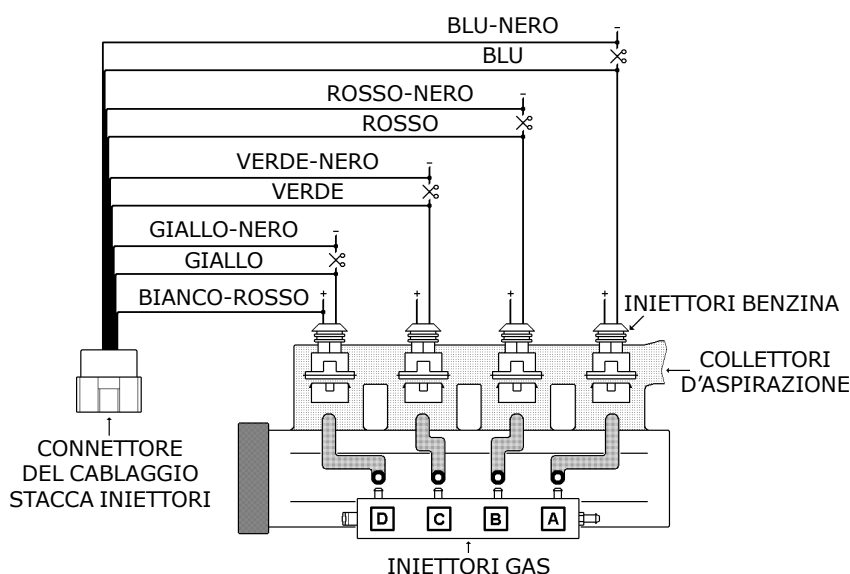 BLU-NERO
BLU
ROSSO-NERO
ROSSO
VERDE-NERO
VERDE
GIALLO-NERO
GIALLO
BIANCO-ROSSO
INIETTORI BENZINA
COLLETTORI
D'ASPIRAZIONE
CONNETTORE
DEL CABLAGGIO
STACCA INIETTORI
D C B A
INIETTORI GAS